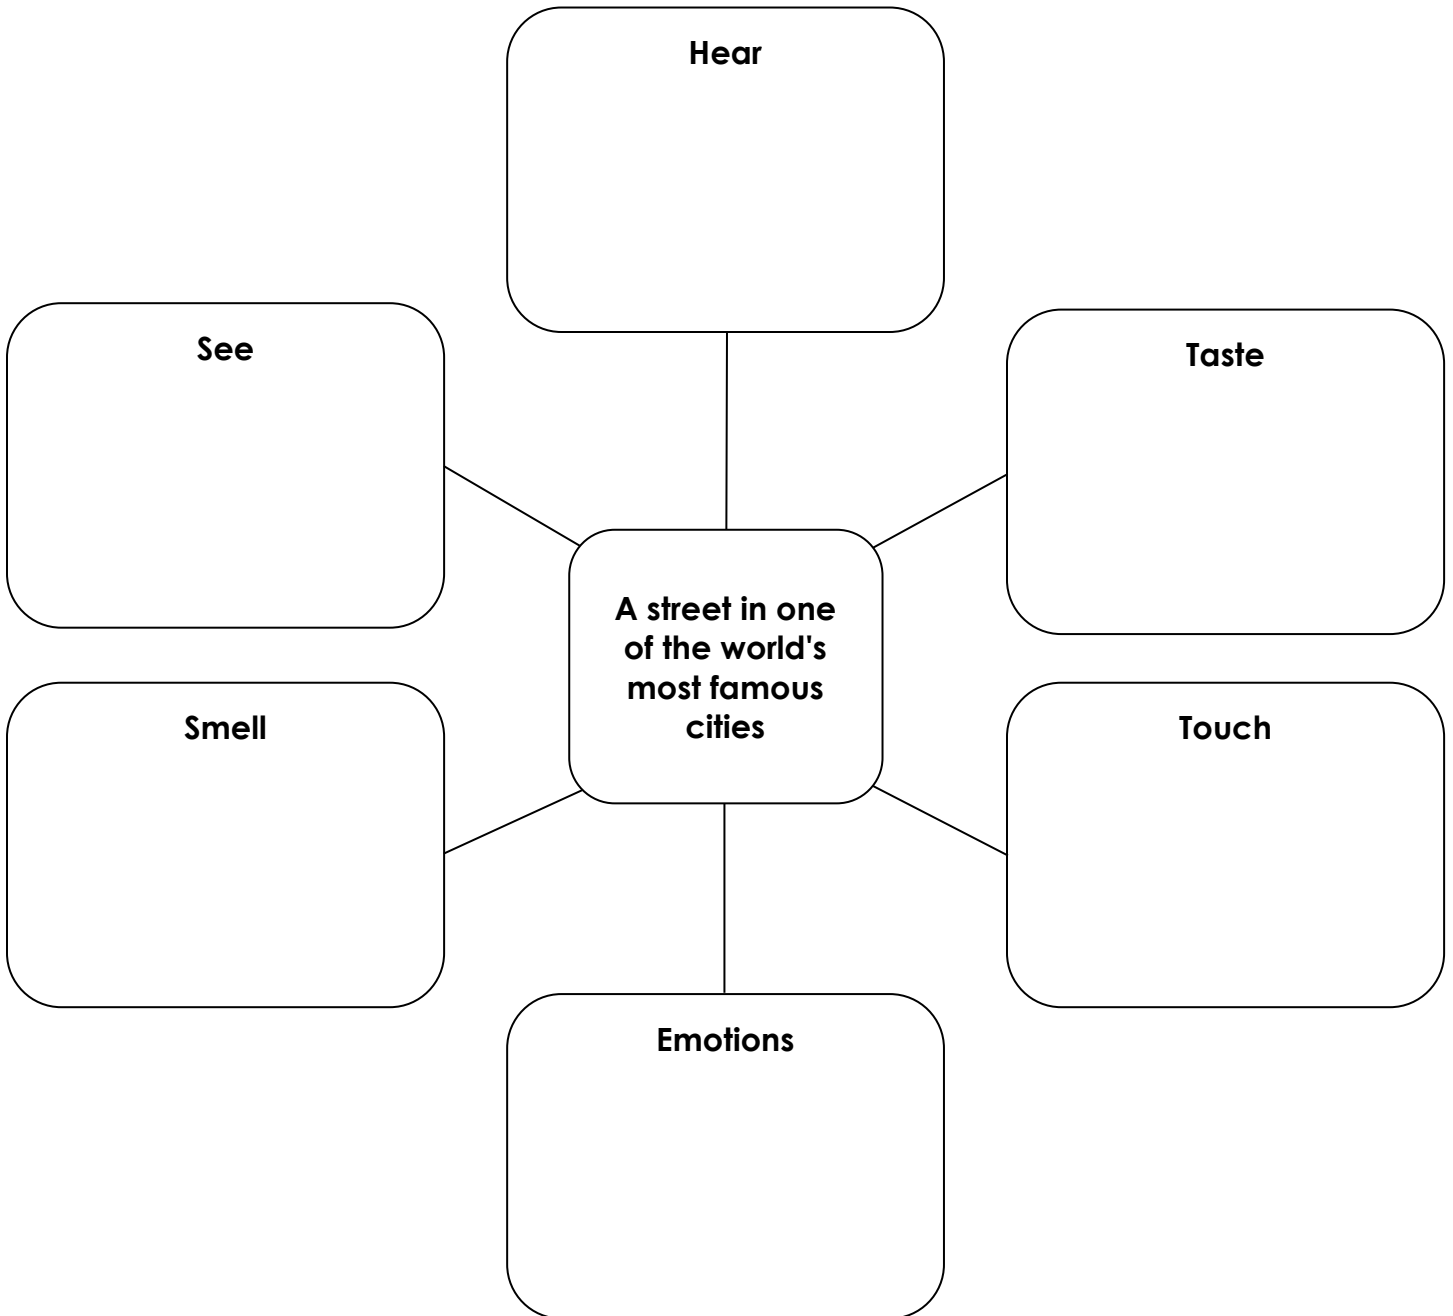 Hear
See
Taste
A street in one
of the world's
most famous
cities
Smell
Touch
Emotions